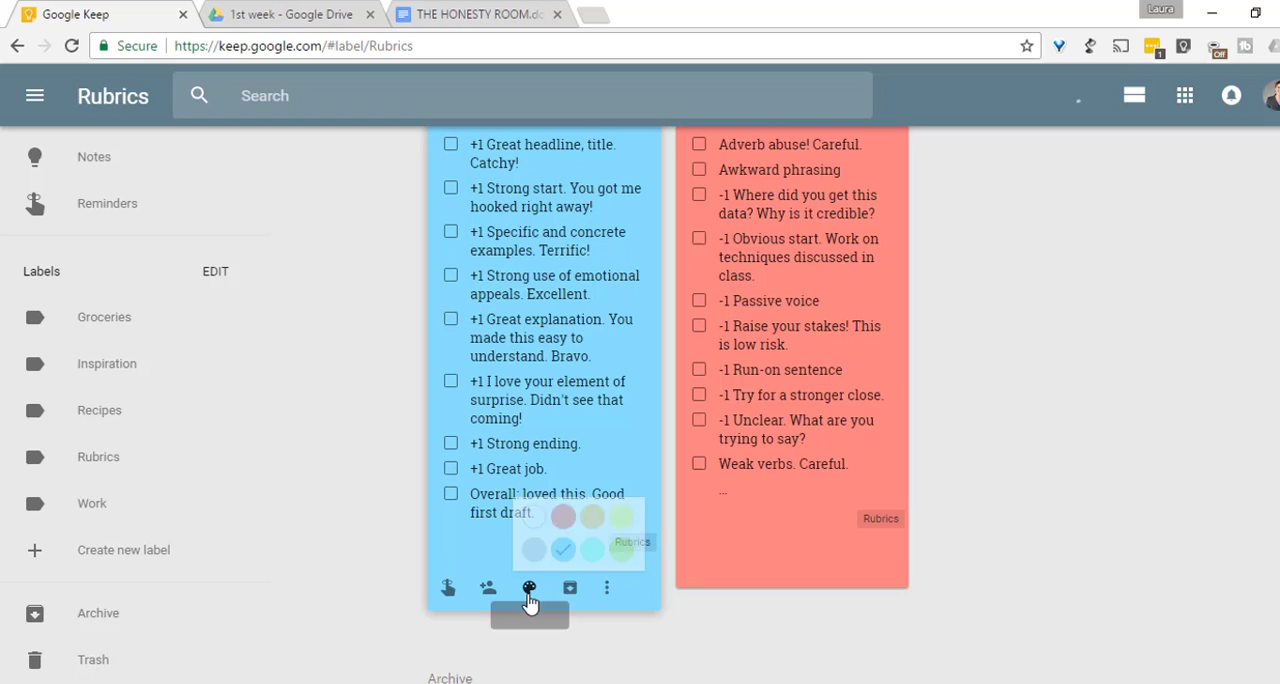 Google Keep
1st week - Google Drive
THE HONESTY ROOM.do
Laura
Secure
https://keep.google.com/#label/Rubrics
1
Off
Rubrics
Search
Notes
Reminders
Labels
EDIT
Groceries
Inspiration
Recipes
Rubrics
Work
Create new label
Archive
Trash
+1 Great headline, title.
Catchy!
+1 Strong start. You got me
hooked right away!
+1 Specific and concrete
examples. Terrific!
+1 Strong use of emotional
appeals. Excellent.
+1 Great explanation. You
made this easy to
understand. Bravo.
+1 I love your element of
surprise. Didn't see that
coming!
+1 Strong ending.
+1 Great job.
Overall: loved this. Good
first draft.
Rubrics
Adverb abuse! Careful.
Awkward phrasing
-1 Where did you get this
data? Why is it credible?
-1 Obvious start. Work on
techniques discussed in
class.
-1 Passive voice
-1 Raise your stakes! This
is low risk.
-1 Run-on sentence
-1 Try for a stronger close.
-1 Unclear. What are you
trying to say?
Weak verbs. Careful.
...
Rubrics
Archive